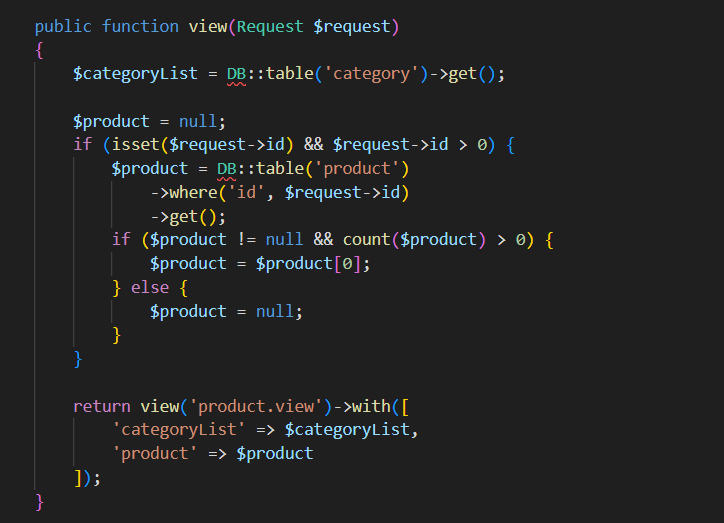 public function view(Request $request)
{
    $categoryList = DB::table('category')->get();

    $product = null;
    if (isset($request->id) && $request->id > 0) {
        $product = DB::table('product')
            ->where('id', $request->id)
            ->get();
        if ($product != null && count($product) > 0) {
            $product = $product[0];
        } else {
            $product = null;
        }
    }

    return view('product.view')->with([
        'categoryList' => $categoryList,
        'product' => $product
    ]);
}